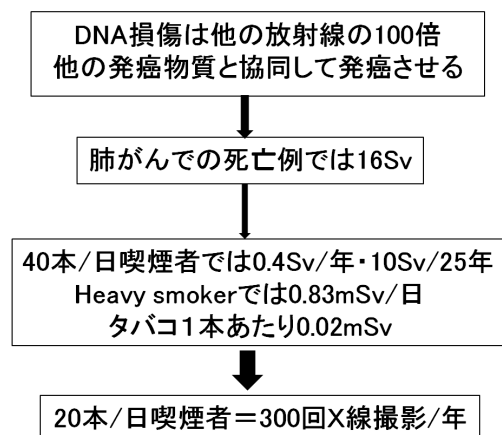 DNA損傷は他の放射線の100倍
他の発癌物質と協同して発癌させる
肺がんでの死亡例では16Sv
40本/日喫煙者では0.4Sv/年・10Sv/25年
Heavy smokerでは0.83mSv/日
タバコ1本あたり0.02mSv
20本/日喫煙者=300回X線撮影/年